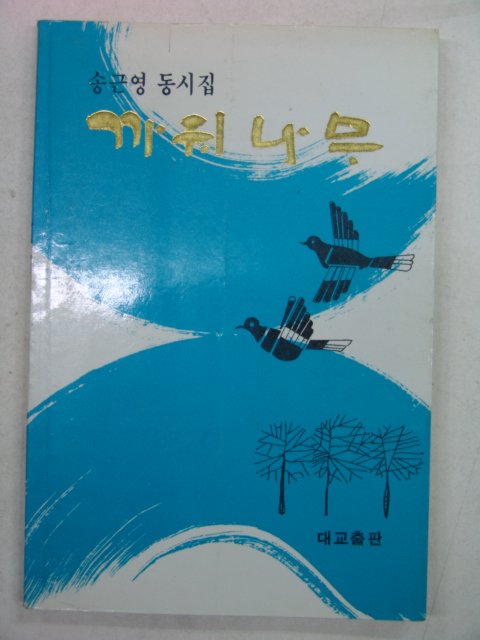 송근영 동시집
까치나무
대교출판